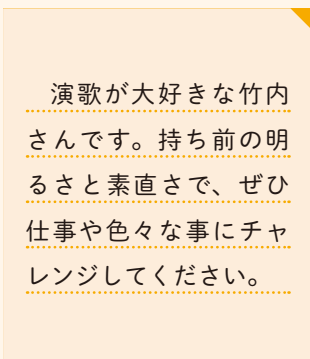 演歌が大好きな竹内
さんです。持ち前の明
るさと素直さで、ぜひ
仕事や色々な事にチャ
レンジしてください。